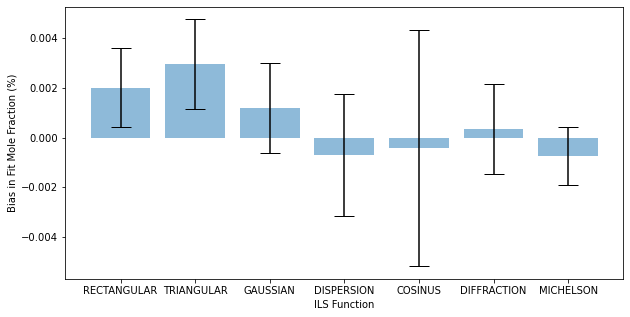 Bias in Fit Mole Fraction (%)
0.004
0.002
0.000
−0.002
−0.004
RECTANGULAR TRIANGULAR GAUSSIAN DISPERSION COSINUS DIFFRACTION MICHELSON
ILS Function